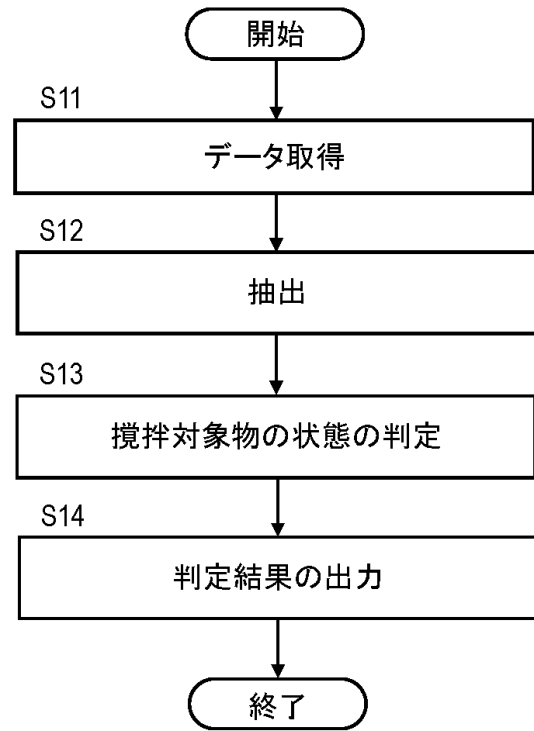 開始
S11
データ取得
S12
抽出
S13
撹拌対象物の状態の判定
S14
判定結果の出力
終了